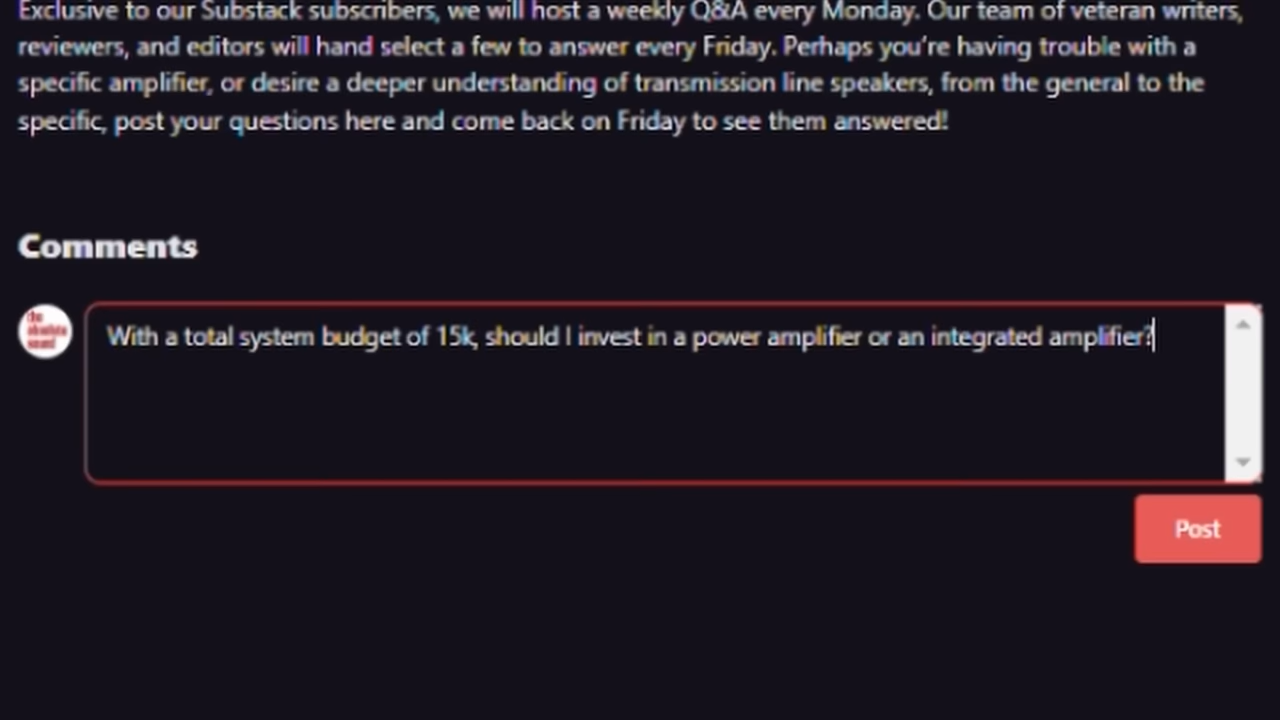 Exclusive to our Substack subscribers, we will host a weekly Q&A every Monday. Our team of veteran writers,
reviewers, and editors will hand select a few to answer every Friday. Perhaps you're having trouble with a
specific amplifier, or desire a deeper understanding of transmission line speakers, from the general to the
specific, post your questions here and come back on Friday to see them answered!
Comments
the
absolute
sound
With a total system budget of 15k, should I invest in a power amplifier or an integrated amplifier?
Post